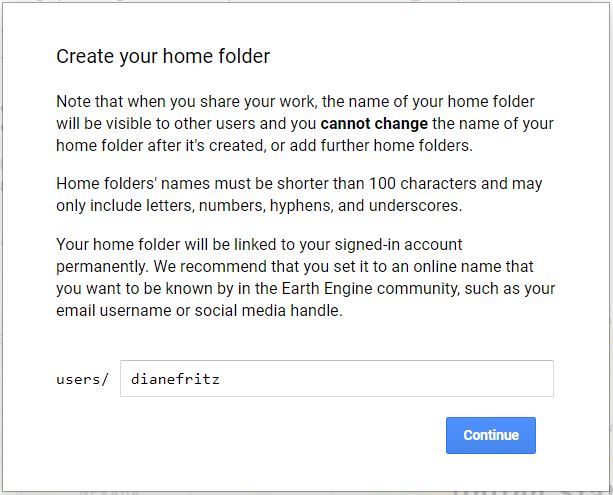 Create your home folder
Note that when you share your work, the name of your home folder
will be visible to other users and you cannot change the name of your
home folder after it's created, or add further home folders.
Home folders' names must be shorter than 100 characters and may
only include letters, numbers, hyphens, and underscores.
Your home folder will be linked to your signed-in account
permanently. We recommend that you set it to an online name that
you want to be known by in the Earth Engine community, such as your
email username or social media handle.
users/ dianefritz
Continue